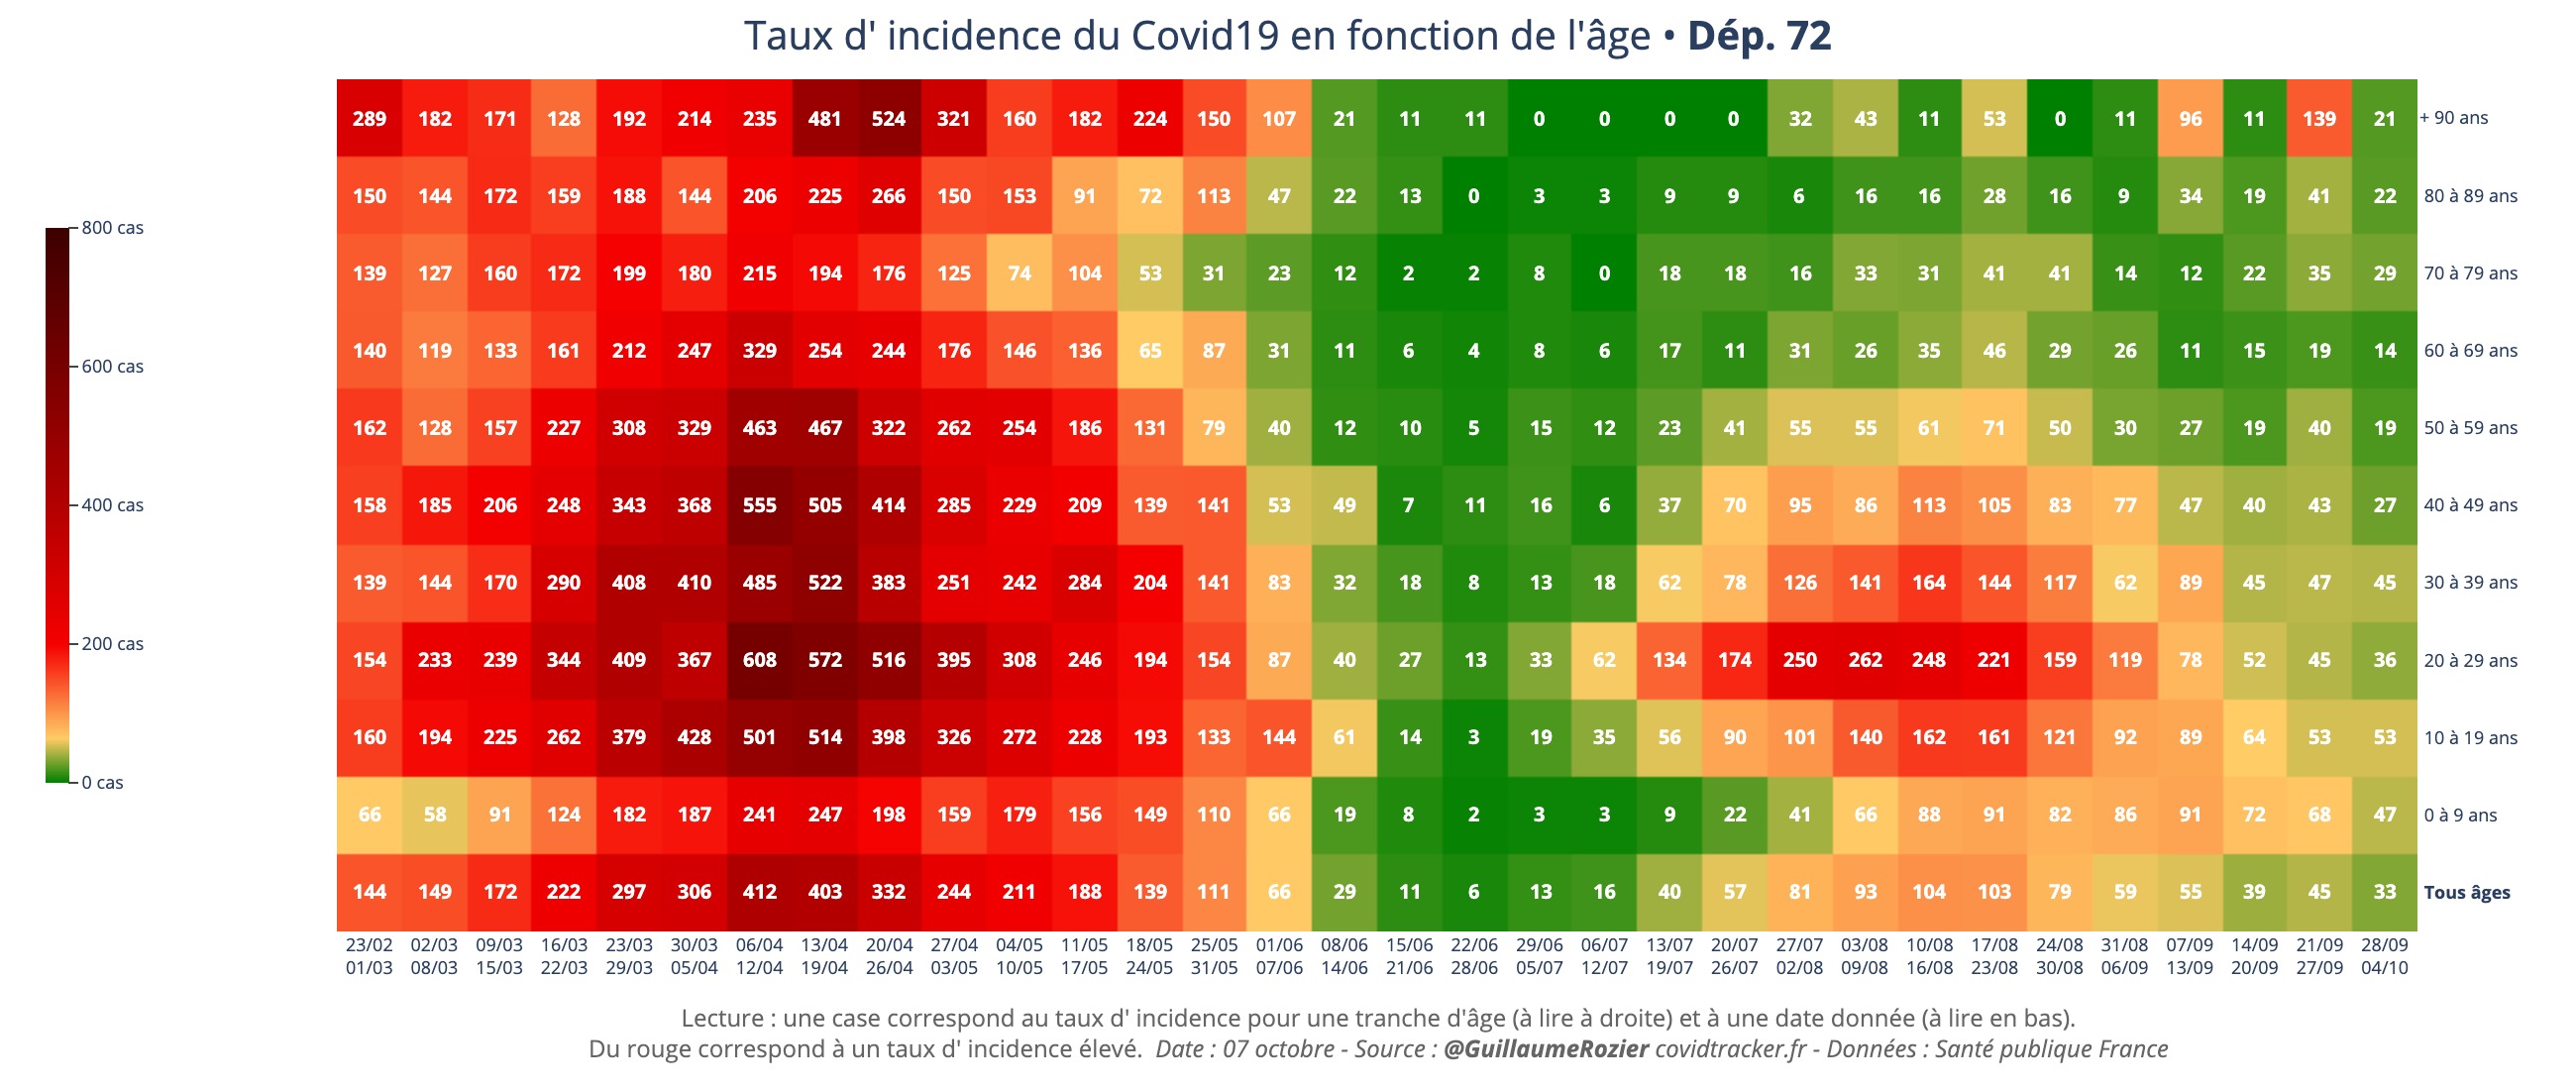 Taux d' incidence du Covid19 en fonction de l'âge • Dép. 72
800 cas
600 cas
400 cas
200 cas
0 cas
289 182 171 128 192 214 235 481 524 321 160 182 224 150 107 21 11 11 0 0 0 0 32 43 11 53 0 11 96 11 139 21 + 90 ans
150 144 172 159 188 144 206 225 266 150 153 91 72 113 47 22 13 0 3 3 9 9 6 16 16 28 16 9 34 19 41 22 80 à 89 ans
139 127 160 172 199 180 215 194 176 125 74 104 53 31 23 12 2 2 8 0 18 18 16 33 31 41 41 14 12 22 35 29 70 à 79 ans
140 119 133 161 212 247 329 254 244 176 146 136 65 87 31 11 6 4 8 6 17 11 31 26 35 46 29 26 11 15 19 14 60 à 69 ans
162 128 157 227 308 329 463 467 322 262 254 186 131 79 40 12 10 5 15 12 23 41 55 55 61 71 50 30 27 19 40 19 50 à 59 ans
158 185 206 248 343 368 555 505 414 285 229 209 139 141 53 49 7 11 16 6 37 70 95 86 113 105 83 77 47 40 43 27 40 à 49 ans
139 144 170 290 408 410 485 522 383 251 242 284 204 141 83 32 18 8 13 18 62 78 126 141 164 144 117 62 89 45 47 45 30 à 39 ans
154 233 239 344 409 367 608 572 516 395 308 246 194 154 87 40 27 13 33 62 134 174 250 262 248 221 159 119 78 52 45 36 20 à 29 ans
160 194 225 262 379 428 501 514 398 326 272 228 193 133 144 61 14 3 19 35 56 90 101 140 162 161 121 92 89 64 53 53 10 à 19 ans
66 58 91 124 182 187 241 247 198 159 179 156 149 110 66 19 8 2 3 3 9 22 41 66 88 91 82 86 91 72 68 47 0 à 9 ans
144 149 172 222 297 306 412 403 332 244 211 188 139 111 66 29 11 6 13 16 40 57 81 93 104 103 79 59 55 39 45 33 Tous âges
23/02 02/03 09/03 16/03 23/03 30/03 06/04 13/04 20/04 27/04 04/05 11/05 18/05 25/05 01/06 08/06 15/06 22/06 29/06 06/07 13/07 20/07 27/07 03/08 10/08 17/08 24/08 31/08 07/09 14/09 21/09 28/09
01/03 08/03 15/03 22/03 29/03 05/04 12/04 19/04 26/04 03/05 10/05 17/05 24/05 31/05 07/06 14/06 21/06 28/06 05/07 12/07 19/07 26/07 02/08 09/08 16/08 23/08 30/08 06/09 13/09 20/09 27/09 04/10
Lecture : une case correspond au taux d' incidence pour une tranche d'âge (à lire à droite) et à une date donnée (à lire en bas).
Du rouge correspond à un taux d' incidence élevé. Date : 07 octobre - Source : @GuillaumeRozier covidtracker.fr - Données : Santé publique France